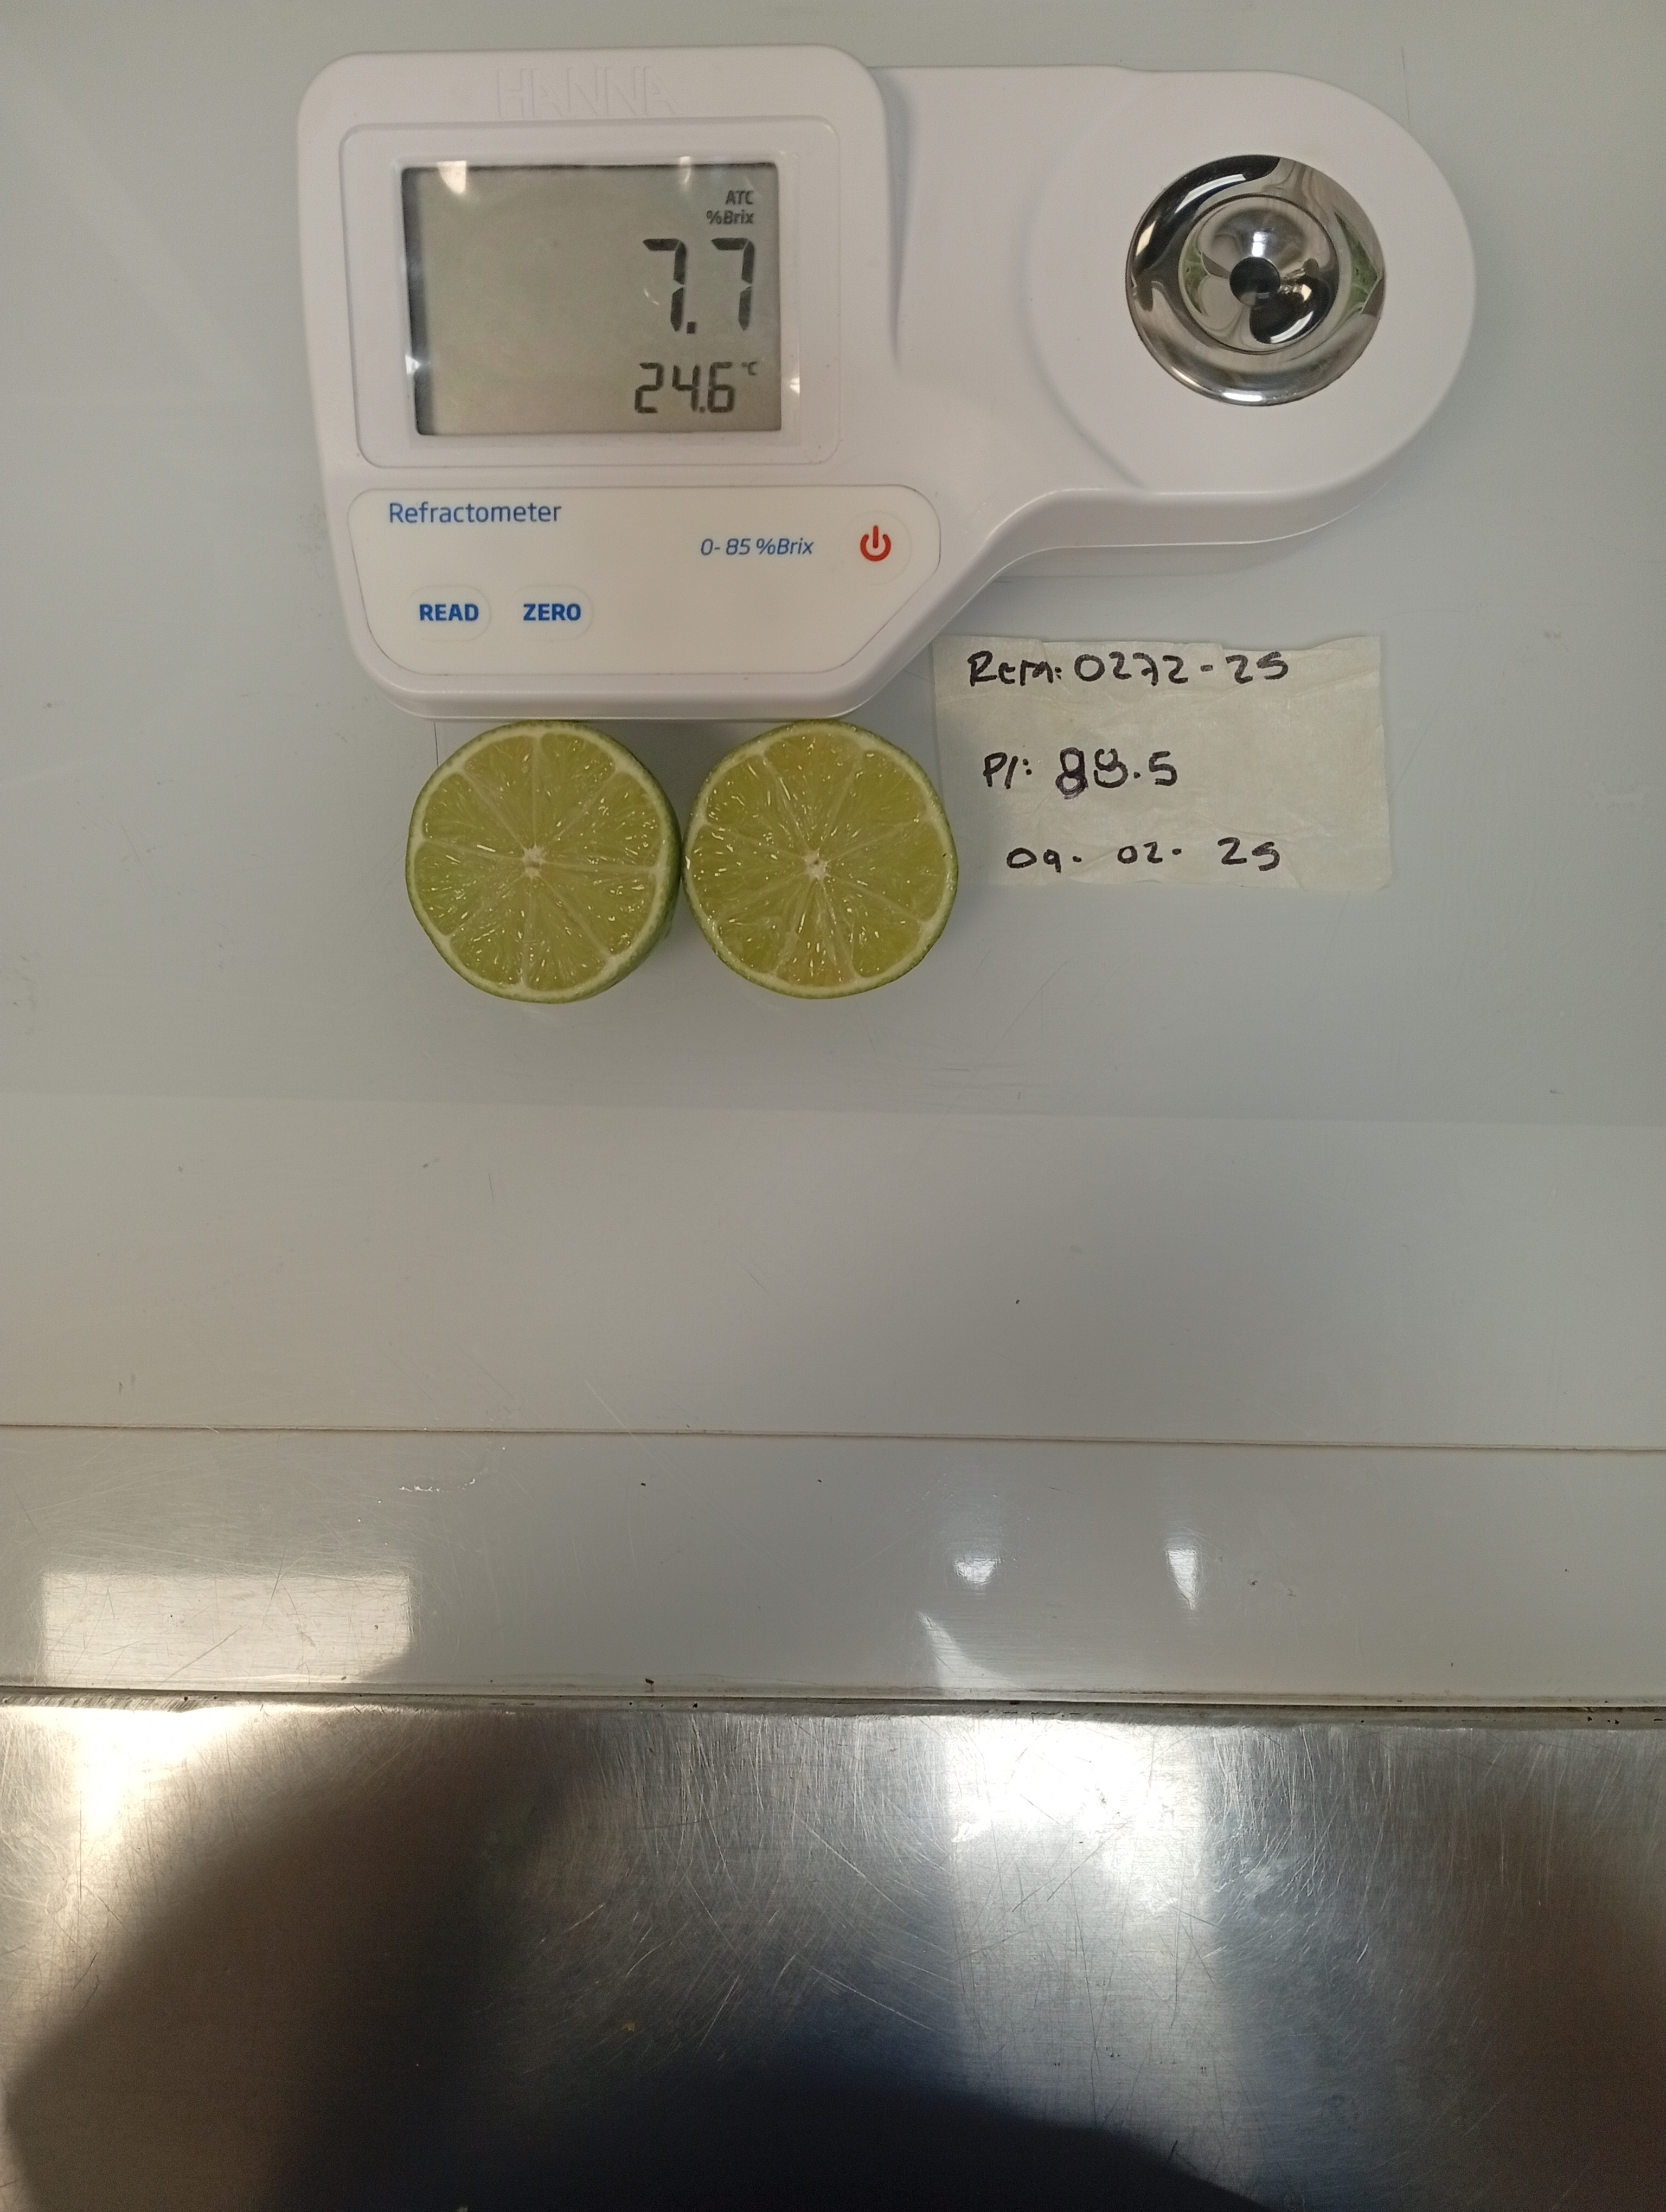 HANNA
ATC
%Brix
7.7
24.6 °C
Refractometer
0-85 %Brix
READ ZERO
Rem: 0272-25
P/: 88.5
09. 02. 25